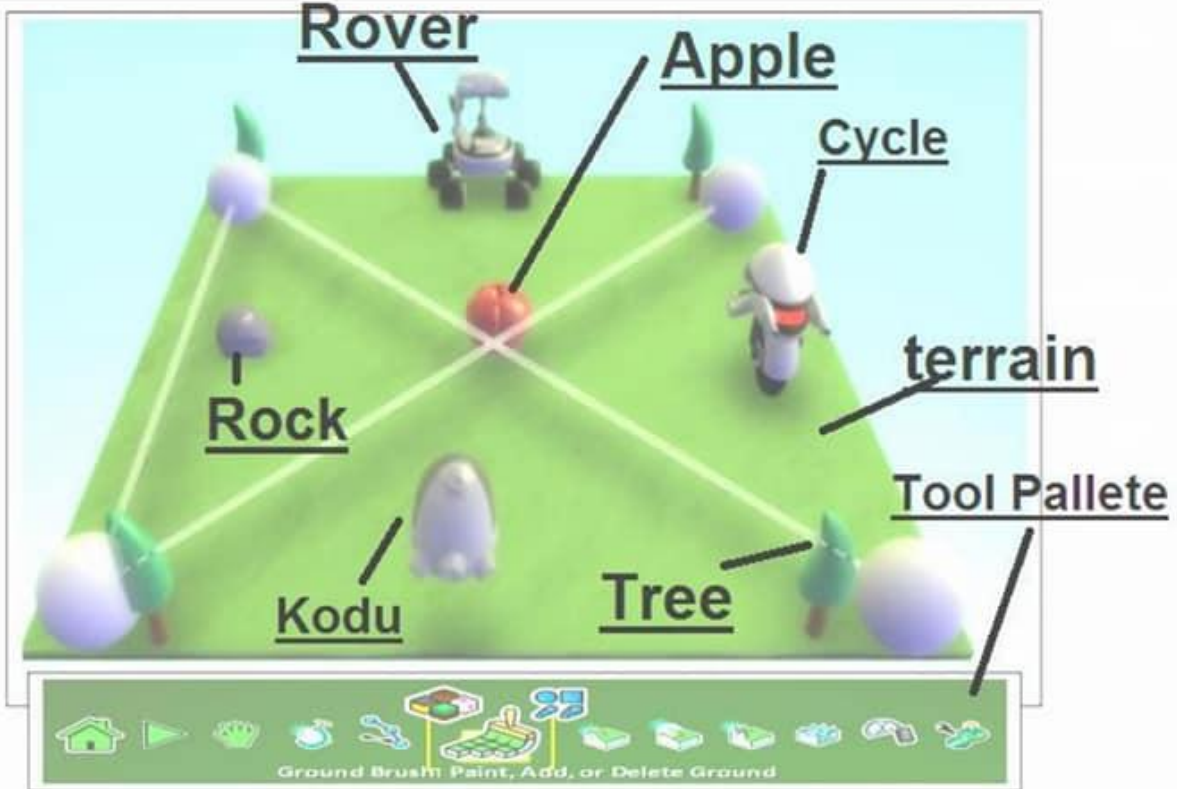 Rover
Apple
Cycle
terrain
Rock
Tool Pallete
Kodu
Tree
Ground Brush: Paint, Add, or Delete Ground